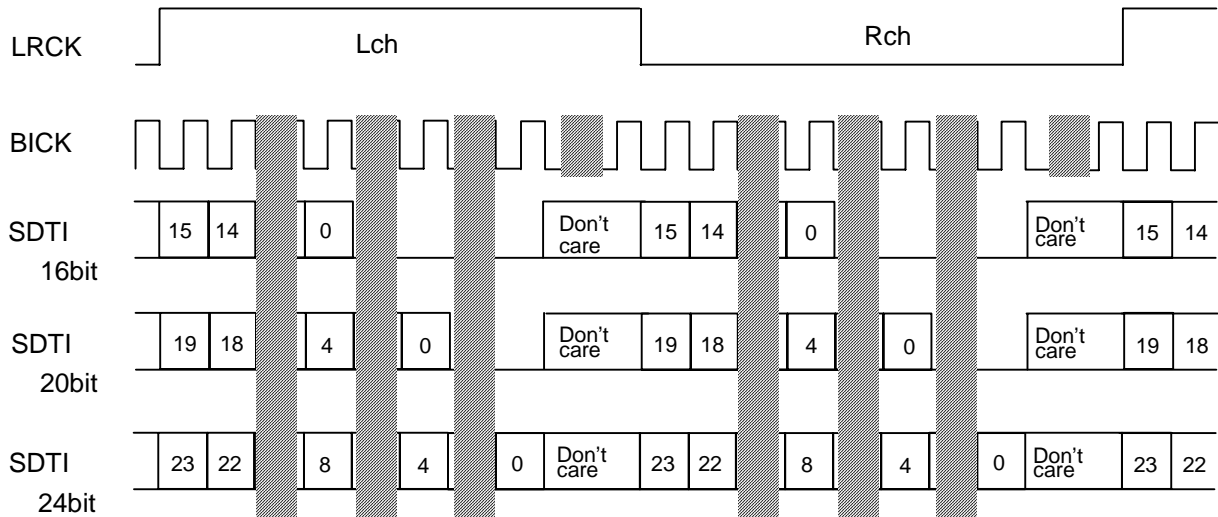 LRCK Lch Rch
BICK
SDTI 15 14 0 Don't care 15 14 0 Don't care 15 14
16bit
SDTI 19 18 4 0 Don't care 19 18 4 0 Don't care 19 18
20bit
SDTI 23 22 8 4 0 Don't care 23 22 8 4 0 Don't care 23 22
24bit